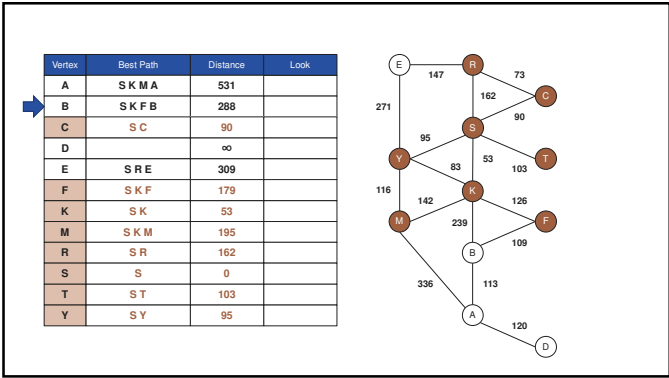 Vertex Best Path Distance Look
A S K M A 531
B S K F B 288
C S C 90
D ∞
E S R E 309
F S K F 179
K S K 53
M S K M 195
R S R 162
S S 0
T S T 103
Y S Y 95
E R
147 73
C
271 162 90
S
95
Y T
83 53 103
116 K
142 126
M F
239 109
B
336 113
A
120
D